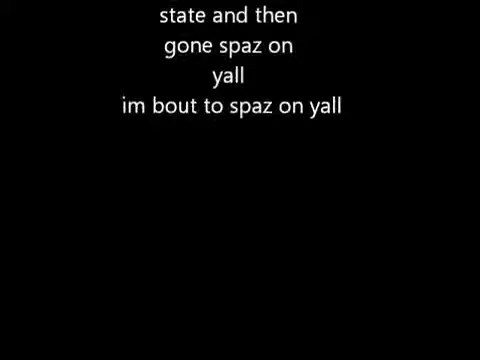 state and then
gone spaz on
yall
im bout to spaz on yall